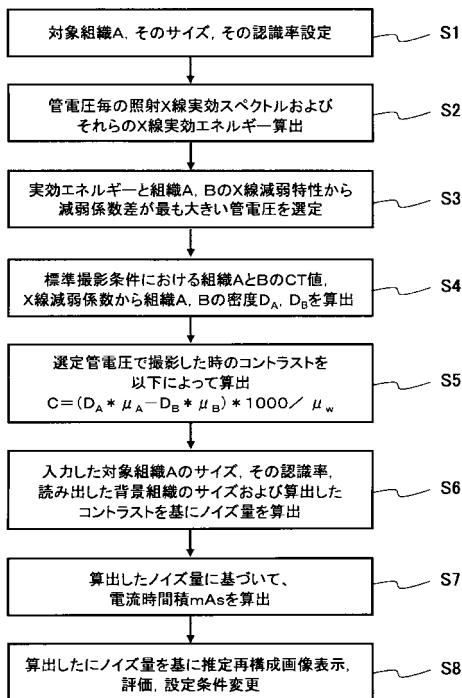 対象組織A，そのサイズ，その認識率設定
S1
管電圧毎の照射X線実効スペクトルおよび
それらのX線実効エネルギー算出
S2
実効エネルギーと組織A，BのX線減弱特性から
減弱係数差が最も大きい管電圧を選定
S3
標準撮影条件における組織AとBのCT値，
X線減弱係数から組織A，Bの密度D_A，D_Bを算出
S4
選定管電圧で撮影した時のコントラストを
以下によって算出
C＝(D_A＊μ_A－D_B＊μ_B)＊1000／μ_w
S5
入力した対象組織Aのサイズ，その認識率，
読み出した背景組織のサイズおよび算出した
コントラストを基にノイズ量を算出
S6
算出したノイズ量に基づいて、
電流時間積mAsを算出
S7
算出したにノイズ量を基に推定再構成画像表示，
評価，設定条件変更
S8